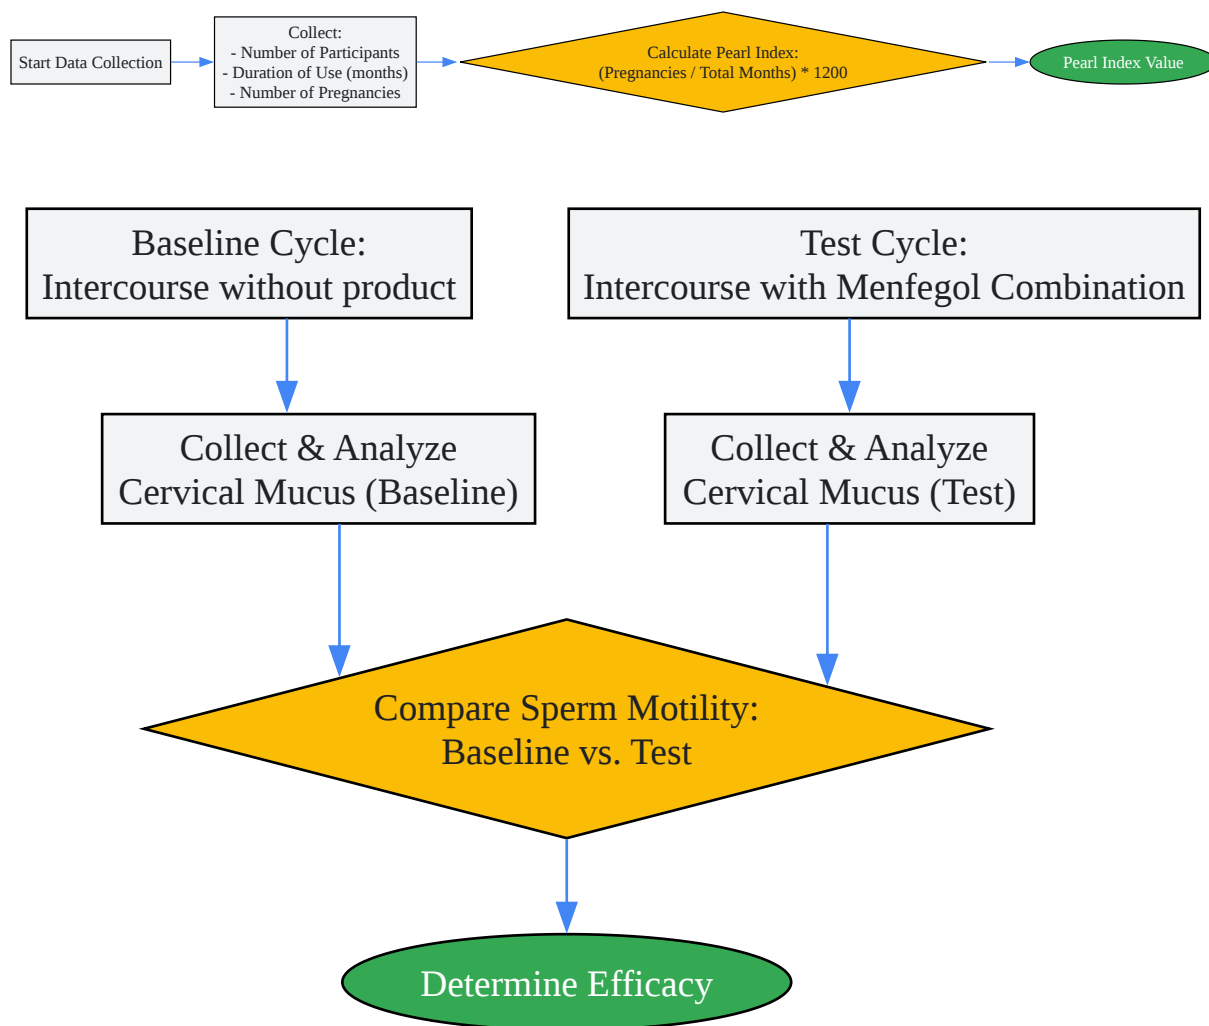 Start Data Collection
Collect:
- Number of Participants
- Duration of Use (months)
- Number of Pregnancies
Calculate Pearl Index:
(Pregnancies / Total Months) * 1200
Pearl Index Value
Baseline Cycle:
Intercourse without product
Test Cycle:
Intercourse with Menfegol Combination
Collect & Analyze
Cervical Mucus (Baseline)
Collect & Analyze
Cervical Mucus (Test)
Compare Sperm Motility:
Baseline vs. Test
Determine Efficacy